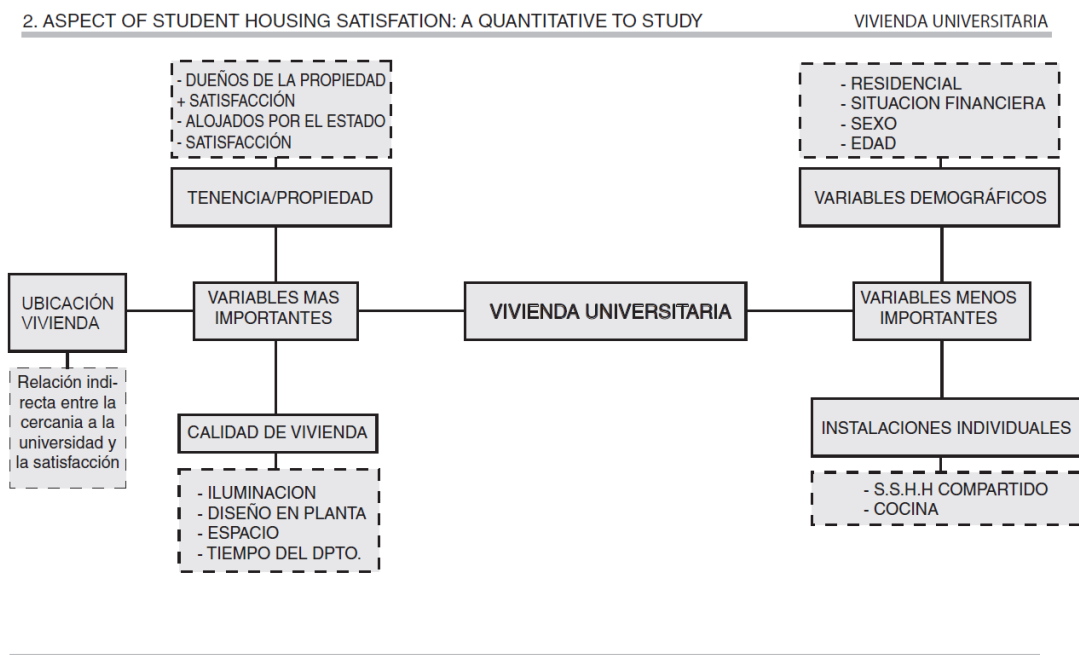 2. ASPECT OF STUDENT HOUSING SATISFATION: A QUANTITATIVE TO STUDY
VIVIENDA UNIVERSITARIA
- DUEÑOS DE LA PROPIEDAD
+ SATISFACCIÓN
- ALOJADOS POR EL ESTADO
- SATISFACCIÓN
TENENCIA/PROPIEDAD
- RESIDENCIAL
- SITUACION FINANCIERA
- SEXO
- EDAD
VARIABLES DEMOGRÁFICOS
UBICACIÓN
VIVIENDA
VARIABLES MAS
IMPORTANTES
VIVIENDA UNIVERSITARIA
VARIABLES MENOS
IMPORTANTES
Relación indi-
recta entre la
cercania a la
universidad y
la satisfacción
CALIDAD DE VIVIENDA
- ILUMINACION
- DISEÑO EN PLANTA
- ESPACIO
- TIEMPO DEL DPTO.
INSTALACIONES INDIVIDUALES
- S.S.H.H COMPARTIDO
- COCINA